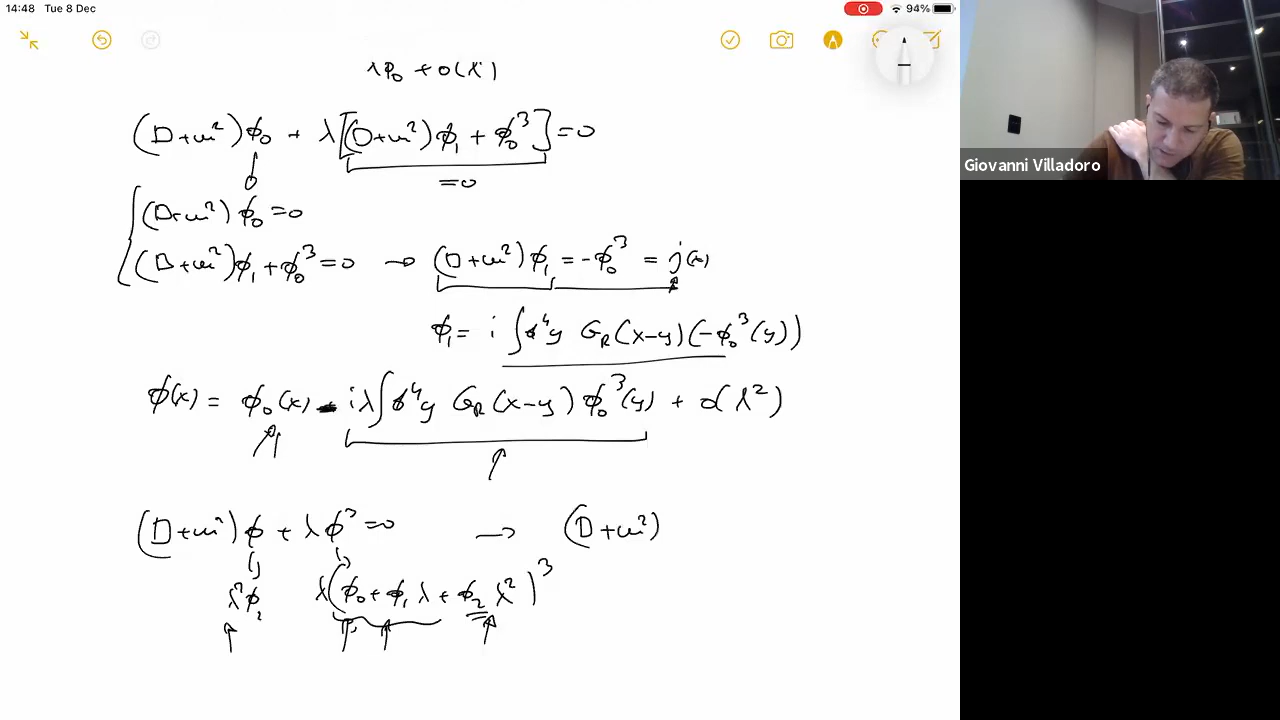 14:48 Tue 8 Dec
94%
λφ₀ + O(λ²)
(□+m²)φ₀ + λ[(□+m²)φ₁ + φ₀³] = 0
0
=0
(□+m²)φ₀ = 0
(□+m²)φ₁ + φ₀³ = 0 → (□+m²)φ₁ = -φ₀³ = j(x)
φ₁ = i ∫d⁴y G_R(x-y)(-φ₀³(y))
φ(x) = φ₀(x) - iλ∫d⁴y G_R(x-y) φ₀³(y) + O(λ²)
(□+m²)φ + λφ³ = 0 → (□+m²)
λ²φ₂ λ(φ₀ + φ₁λ + φ₂λ²)³
Giovanni Villadoro